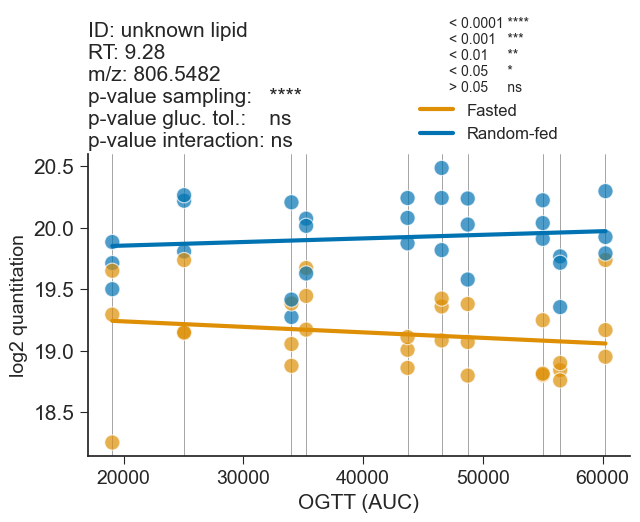 ID: unknown lipid
RT: 9.28
m/z: 806.5482
p-value sampling: ****
p-value gluc. tol.: ns
p-value interaction: ns
< 0.0001 ****
< 0.001 ***
< 0.01 **
< 0.05 *
> 0.05 ns
Fasted
Random-fed
log2 quantitation
20.5
20.0
19.5
19.0
18.5
20000 30000 40000 50000 60000
OGTT (AUC)